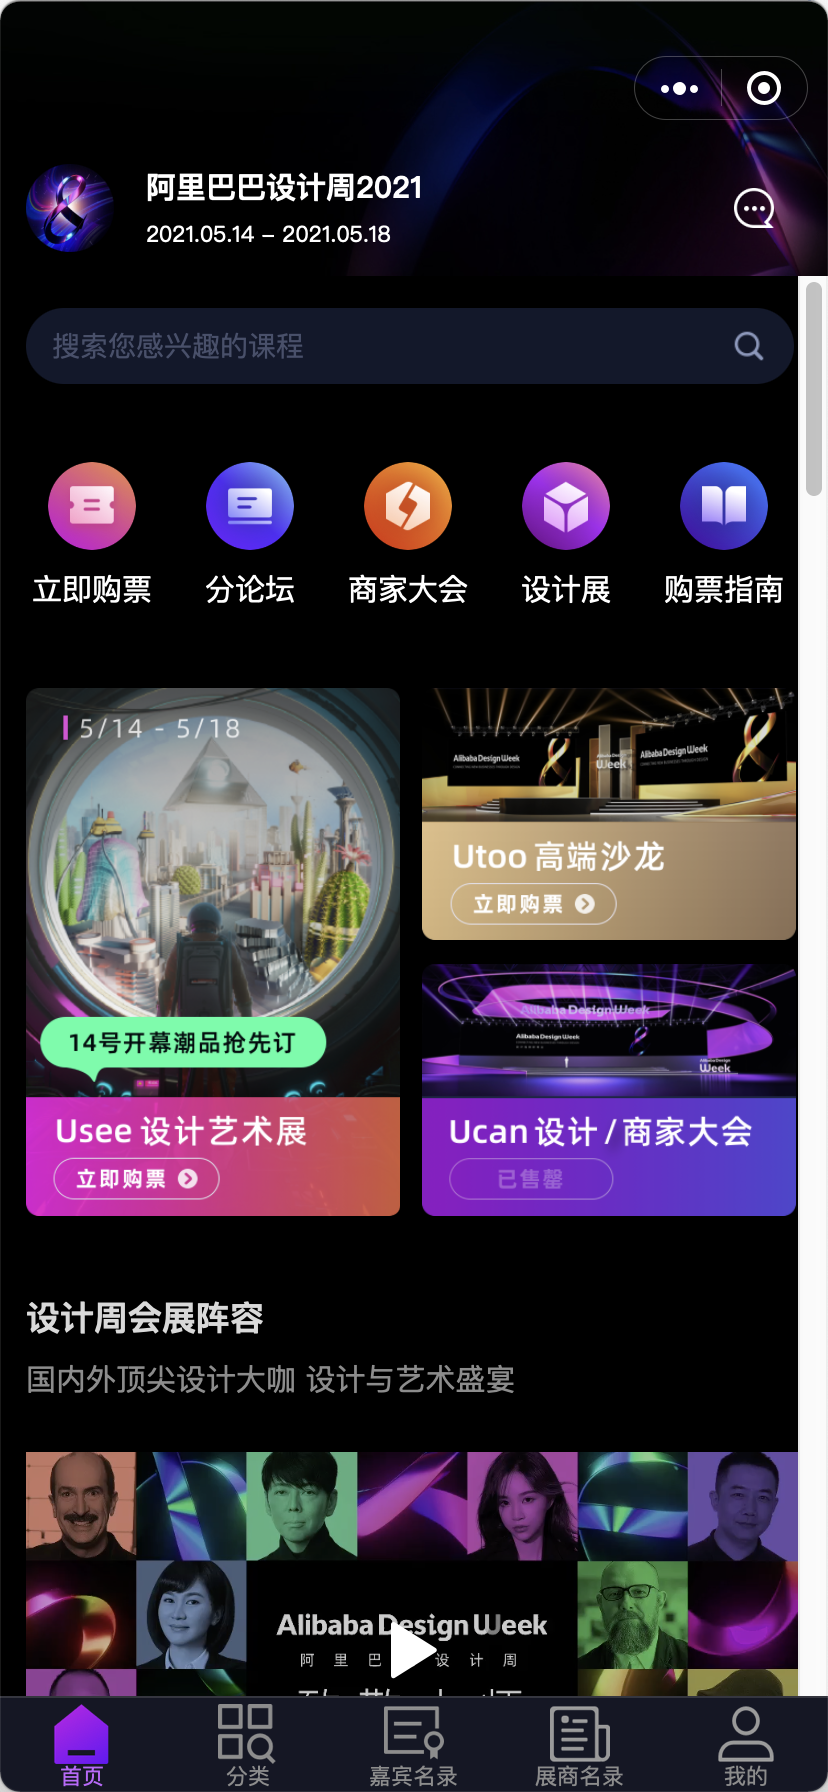 阿里巴巴设计周2021
2021.05.14 – 2021.05.18
搜索您感兴趣的课程
立即购票
分论坛
商家大会
设计展
购票指南
5/14 - 5/18
14号开幕潮品抢先订
Usee 设计艺术展
立即购票
Alibaba Design Week
Week
Alibaba Design Week
Utoo 高端沙龙
立即购票
Alibaba Design Week
Alibaba Design Week
Alibaba Design
Week
Ucan 设计 / 商家大会
已售罄
设计周会展阵容
国内外顶尖设计大咖 设计与艺术盛宴
Alibaba Design Week
阿里巴 设计周
首页
分类
嘉宾名录
展商名录
我的